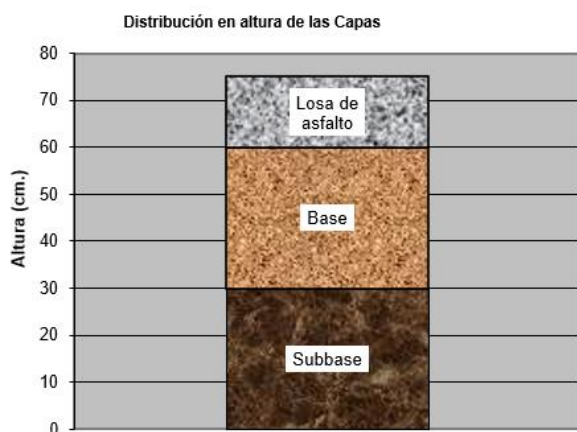 Distribución en altura de las Capas
80
70
60
50
40
30
20
10
0
Altura (cm.)
Losa de
asfalto
Base
Subbase